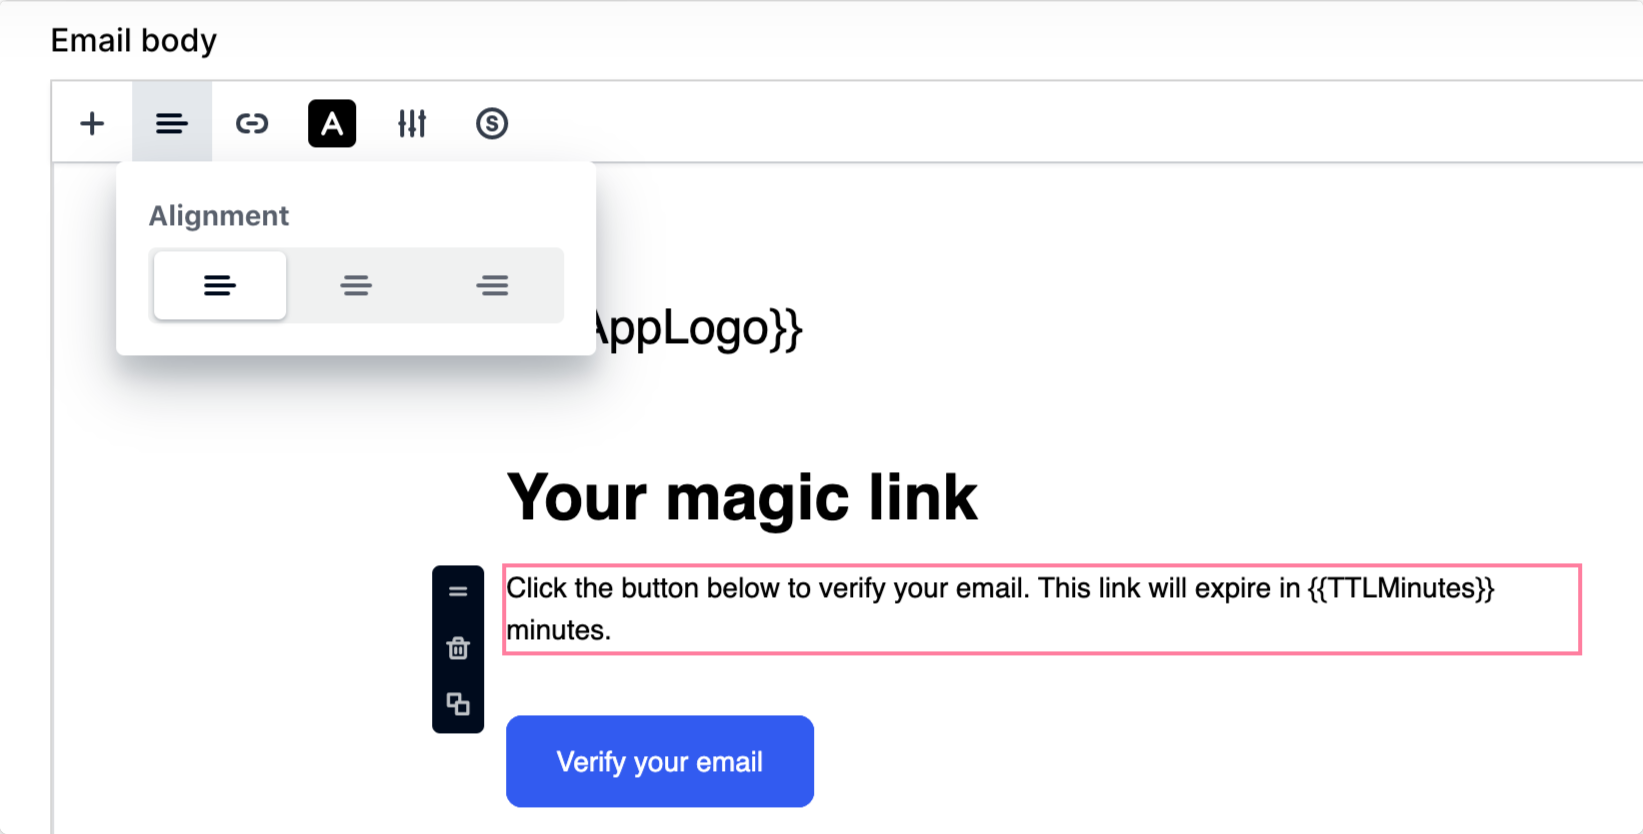 Email body
A
S
Alignment
AppLogo}}
Your magic link
Click the button below to verify your email. This link will expire in {{TTLMinutes}}
minutes.
Verify your email